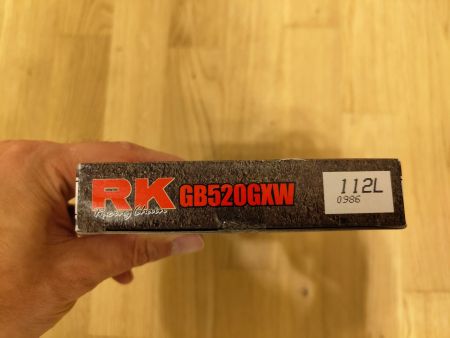 RK
Racing Chain
GB520GXW
112L
0986